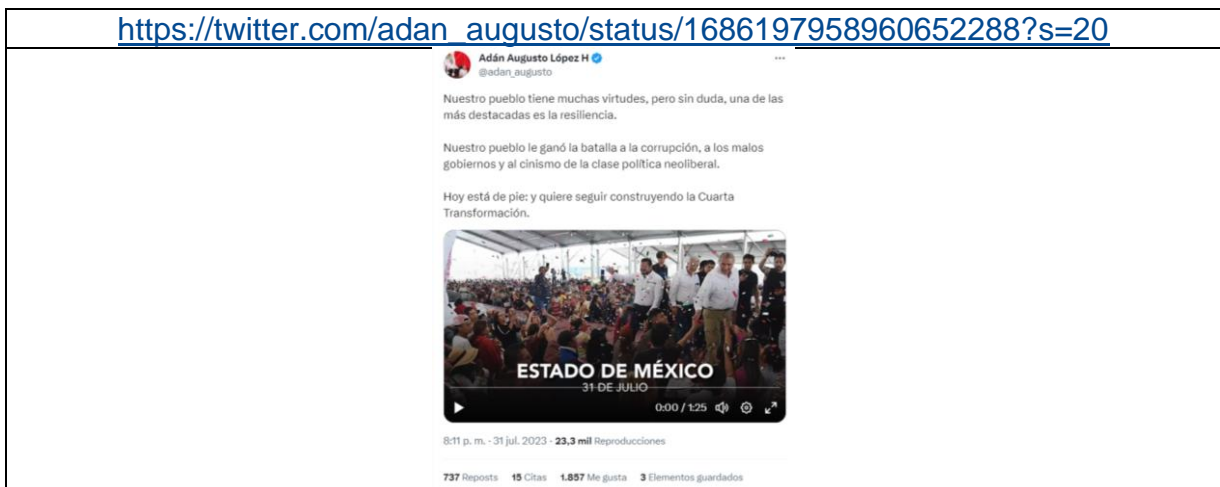 https://twitter.com/adan_augusto/status/1686197958960652288?s=20
Adán Augusto López H
@adan_augusto
Nuestro pueblo tiene muchas virtudes, pero sin duda, una de las
más destacadas es la resiliencia.
Nuestro pueblo le ganó la batalla a la corrupción, a los malos
gobiernos y al cinismo de la clase política neoliberal.
Hoy está de pie: y quiere seguir construyendo la Cuarta
Transformación.
ESTADO DE MÉXICO
31 DE JULIO
0:00 / 1:25
8:11 p. m. · 31 jul. 2023 · 23,3 mil Reproducciones
737 Reposts 15 Citas 1.857 Me gusta 3 Elementos guardados